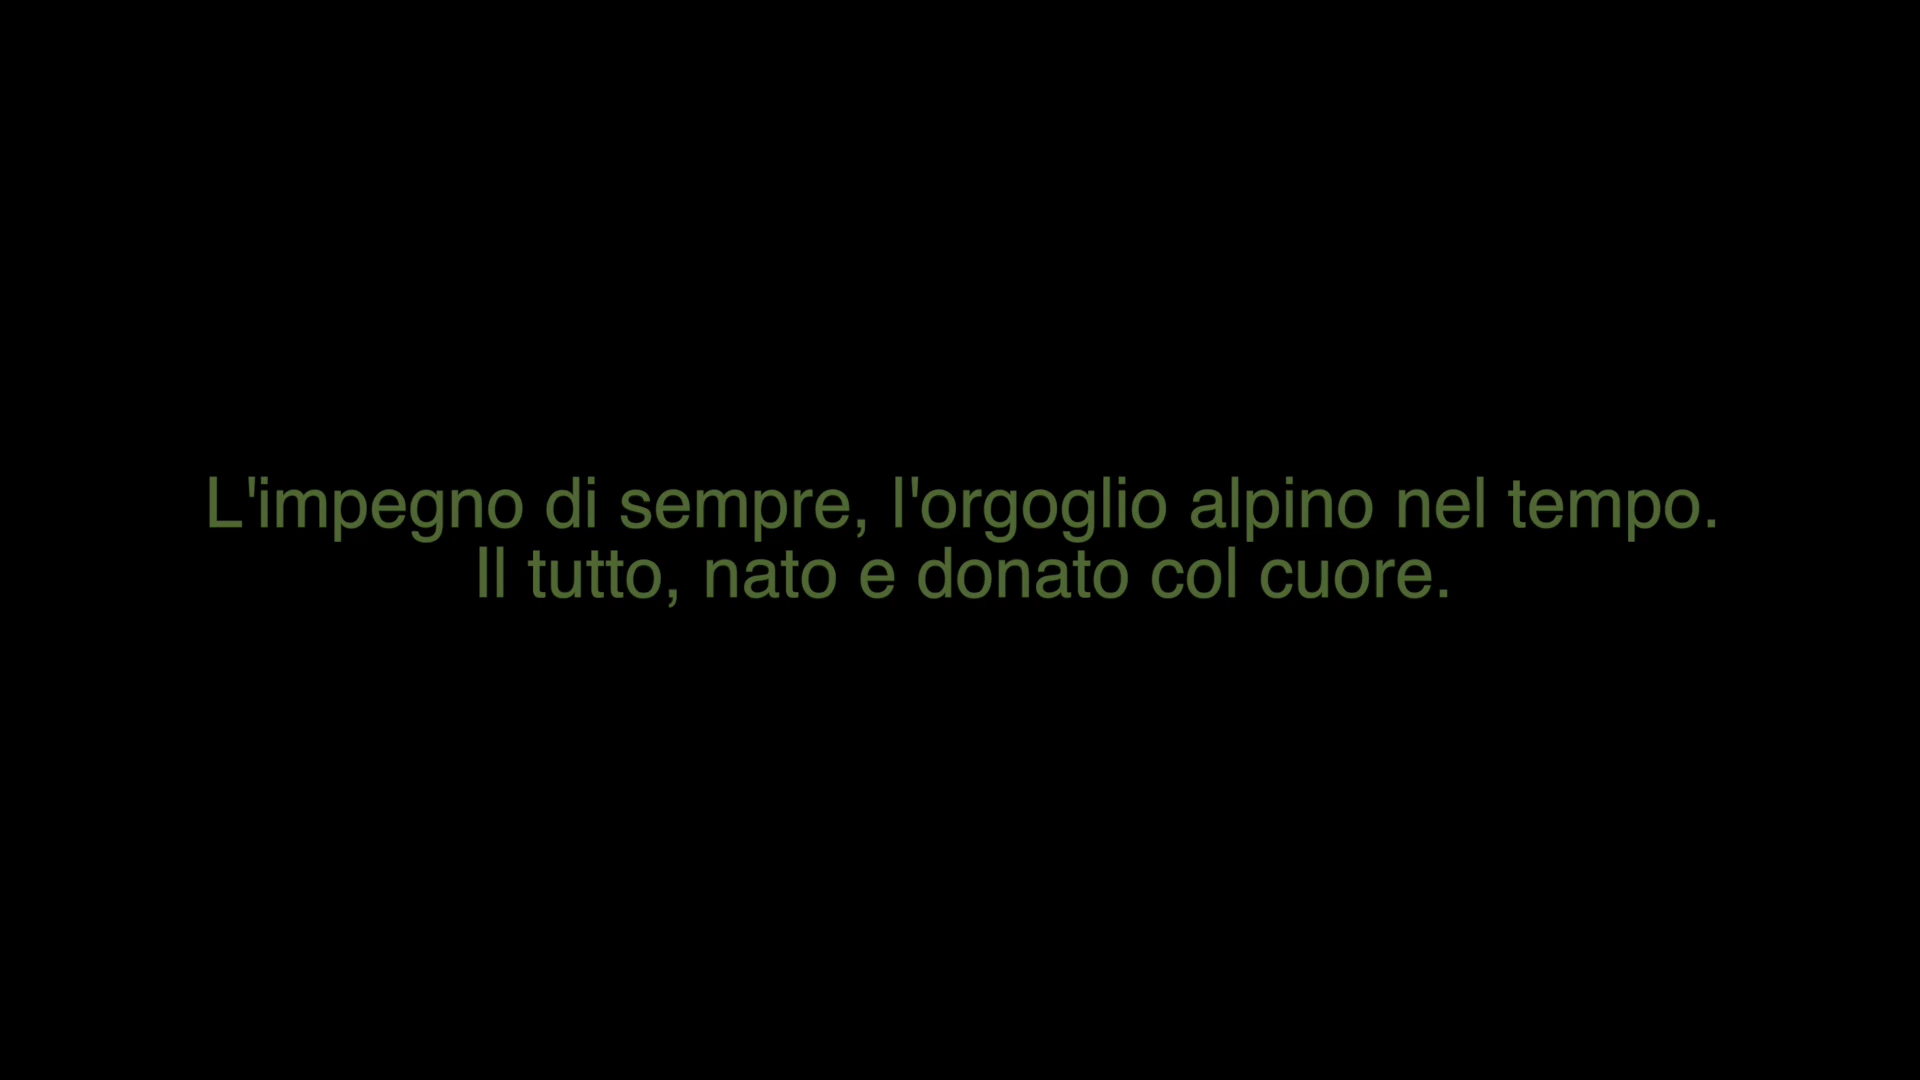 L'impegno di sempre, l'orgoglio alpino nel tempo.
Il tutto, nato e donato col cuore.